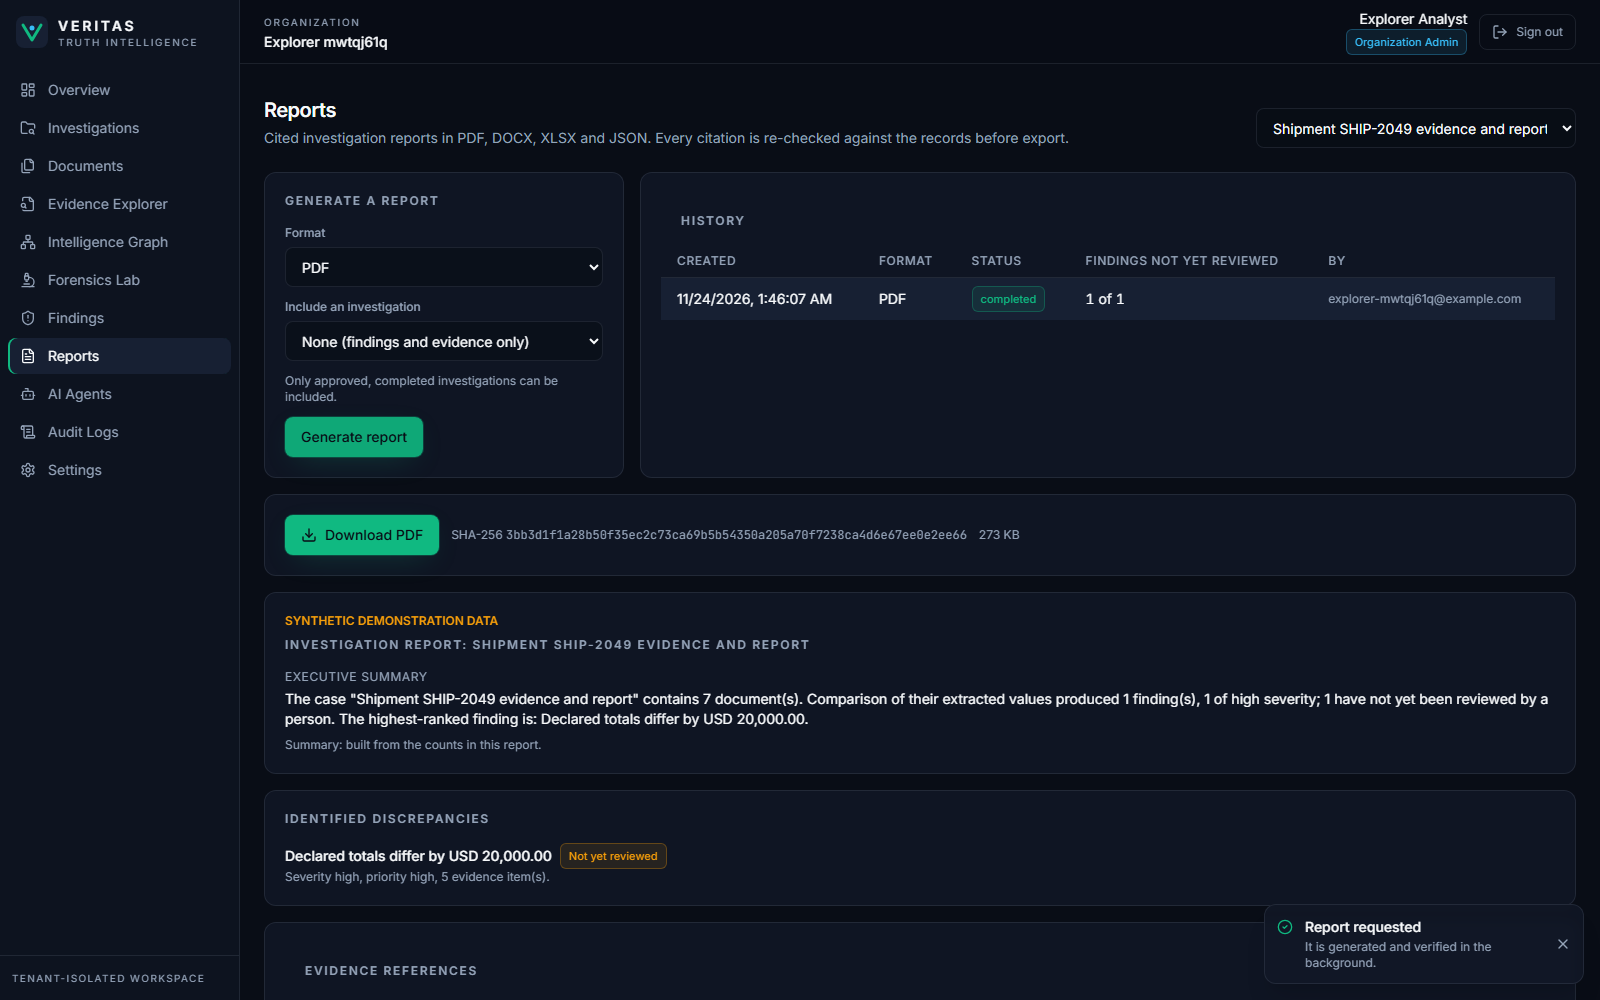 VERITAS
TRUTH INTELLIGENCE
Overview
Investigations
Documents
Evidence Explorer
Intelligence Graph
Forensics Lab
Findings
Reports
AI Agents
Audit Logs
Settings
TENANT-ISOLATED WORKSPACE
ORGANIZATION
Explorer mwtqj61q
Explorer Analyst
Organization Admin
Sign out
Reports
Cited investigation reports in PDF, DOCX, XLSX and JSON. Every citation is re-checked against the records before export.
Shipment SHIP-2049 evidence and report
GENERATE A REPORT
Format
PDF
Include an investigation
None (findings and evidence only)
Only approved, completed investigations can be
included.
Generate report
HISTORY
CREATED FORMAT STATUS FINDINGS NOT YET REVIEWED BY
11/24/2026, 1:46:07 AM PDF completed 1 of 1 explorer-mwtqj61q@example.com
Download PDF SHA-256 3bb3d1f1a28b50f35ec2c73ca69b5b54350a205a70f7238ca4d6e67ee0e2ee66 273 KB
SYNTHETIC DEMONSTRATION DATA
INVESTIGATION REPORT: SHIPMENT SHIP-2049 EVIDENCE AND REPORT
EXECUTIVE SUMMARY
The case "Shipment SHIP-2049 evidence and report" contains 7 document(s). Comparison of their extracted values produced 1 finding(s), 1 of high severity; 1 have not yet been reviewed by a
person. The highest-ranked finding is: Declared totals differ by USD 20,000.00.
Summary: built from the counts in this report.
IDENTIFIED DISCREPANCIES
Declared totals differ by USD 20,000.00 Not yet reviewed
Severity high, priority high, 5 evidence item(s).
EVIDENCE REFERENCES
Report requested
It is generated and verified in the
background.